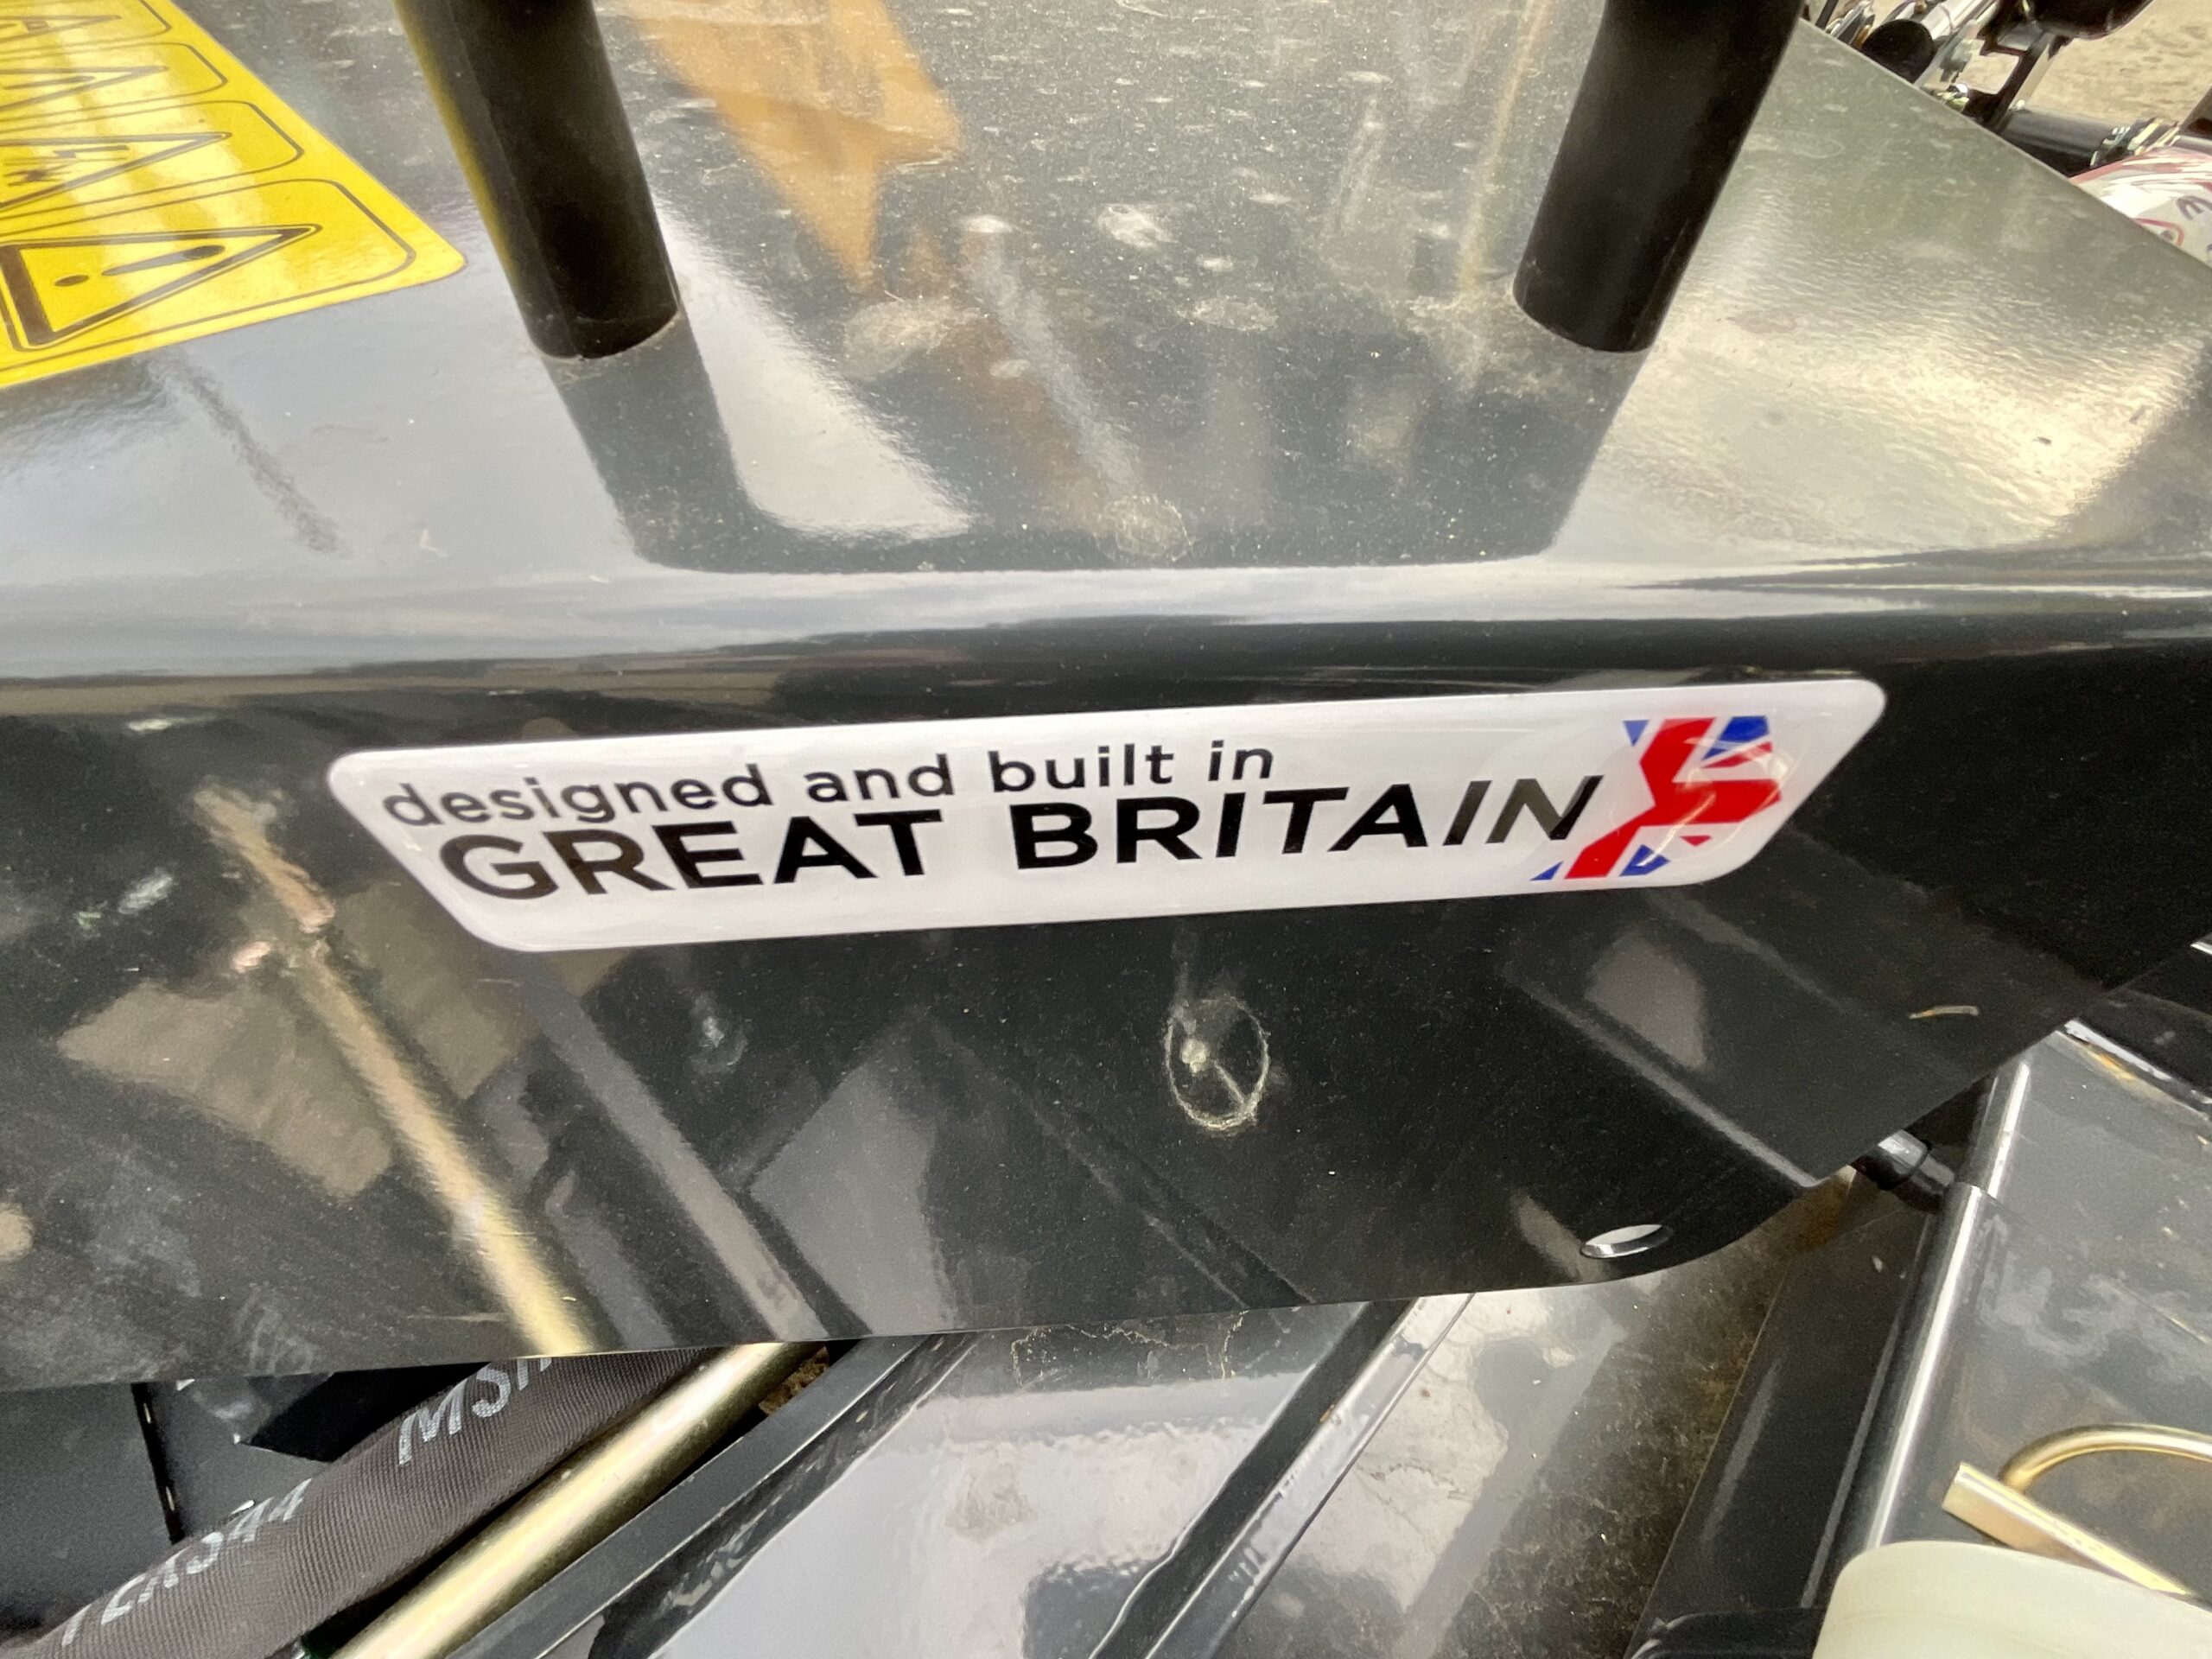 designed and built in
GREAT BRITAIN